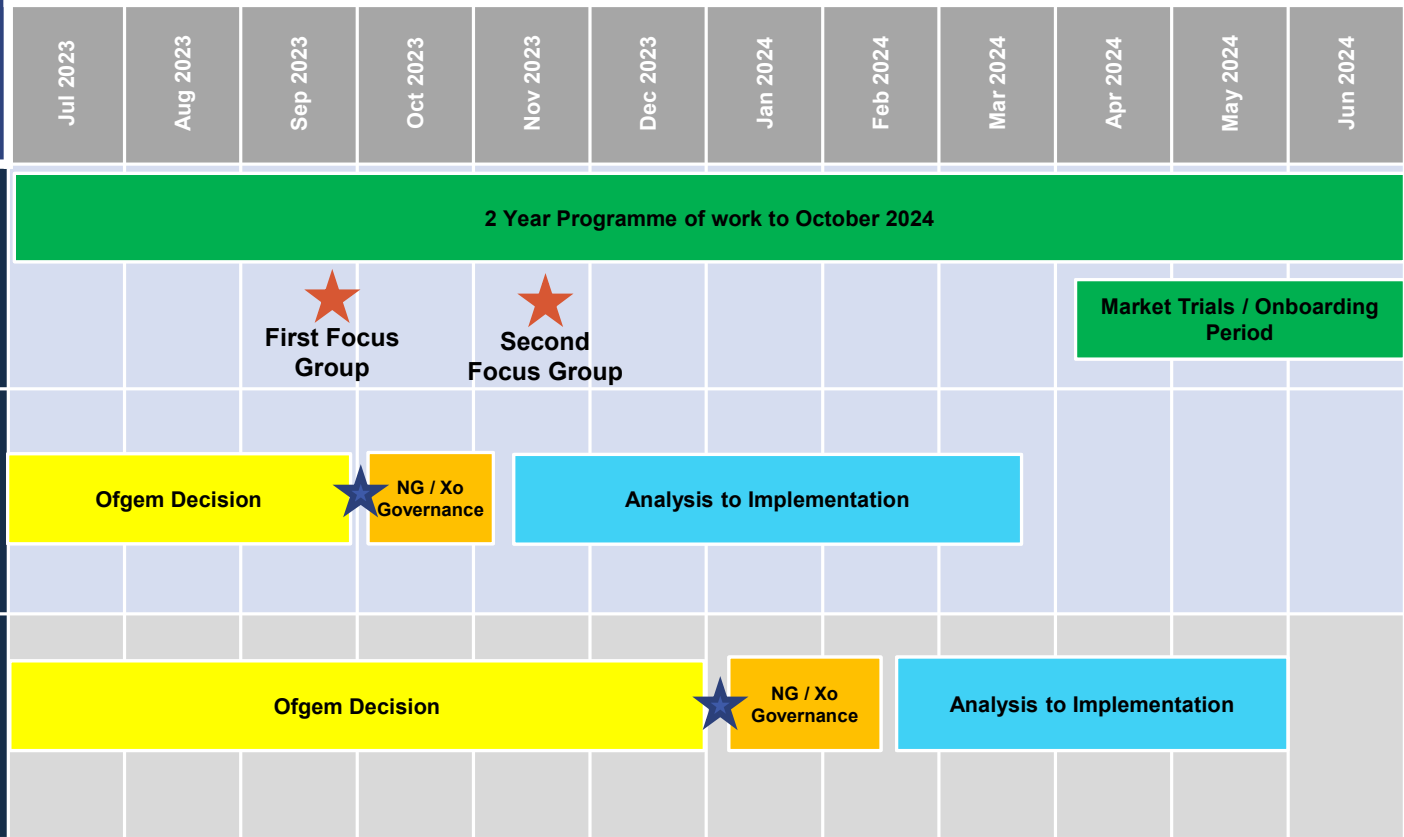 Jul 2023
Aug 2023
Sep 2023
Oct 2023
Nov 2023
Dec 2023
Jan 2024
Feb 2024
Mar 2024
Apr 2024
May 2024
Jun 2024
2 Year Programme of work to October 2024
First Focus
Group
Second
Focus Group
Market Trials / Onboarding
Period
Ofgem Decision
NG / Xo
Governance
Analysis to Implementation
Ofgem Decision
NG / Xo
Governance
Analysis to Implementation